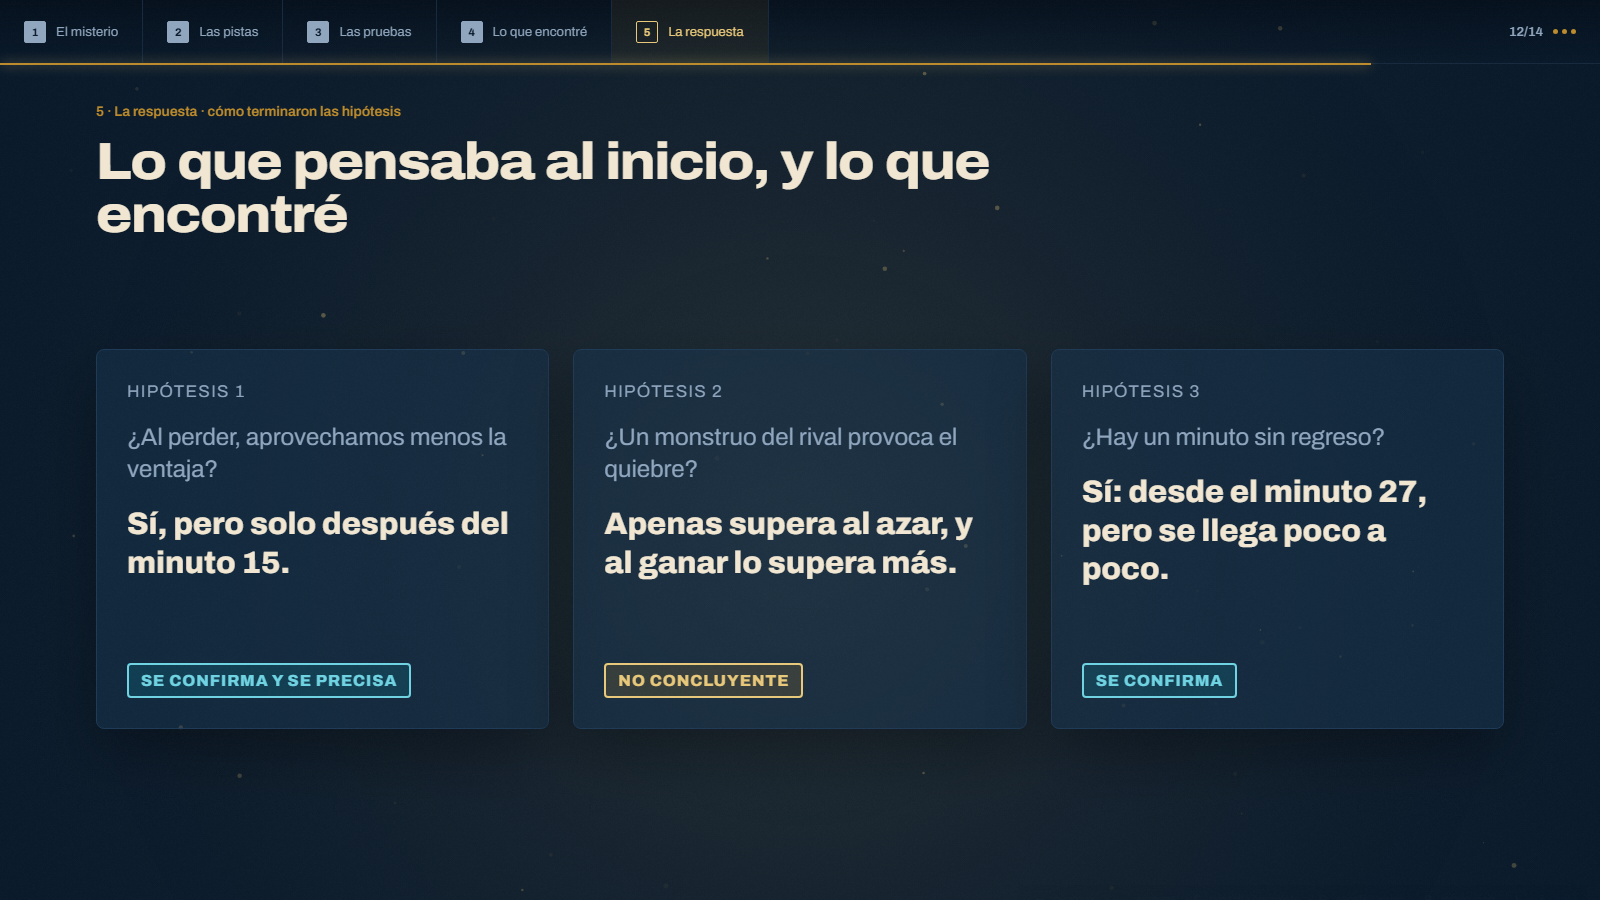 1 El misterio
2 Las pistas
3 Las pruebas
4 Lo que encontré
5 La respuesta
12/14
5 · La respuesta · cómo terminaron las hipótesis
Lo que pensaba al inicio, y lo que
encontré
HIPÓTESIS 1
¿Al perder, aprovechamos menos la
ventaja?
Sí, pero solo después del
minuto 15.
SE CONFIRMA Y SE PRECISA
HIPÓTESIS 2
¿Un monstruo del rival provoca el
quiebre?
Apenas supera al azar, y
al ganar lo supera más.
NO CONCLUYENTE
HIPÓTESIS 3
¿Hay un minuto sin regreso?
Sí: desde el minuto 27,
pero se llega poco a
poco.
SE CONFIRMA